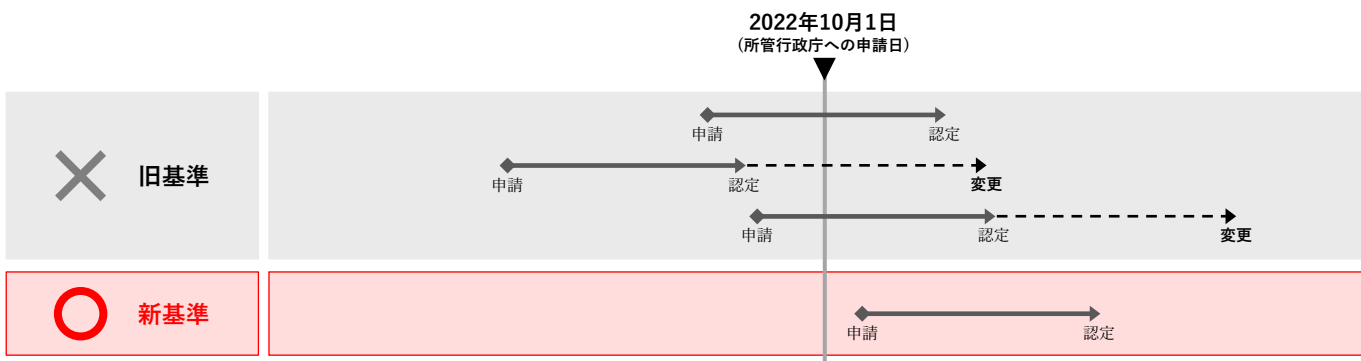 2022年10月1日
(所管行政庁への申請日)
旧基準
申請
認定
申請
認定
変更
申請
認定
変更
新基準
申請
認定